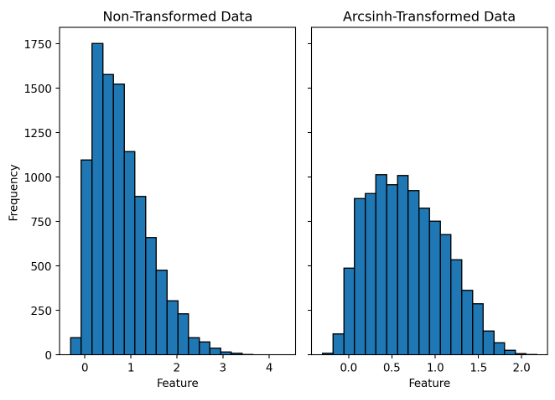 Non-Transformed Data
Arcsinh-Transformed Data
1750
1500
1250
1000
750
500
250
0
Frequency
0 1 2 3 4
0.0 0.5 1.0 1.5 2.0
Feature
Feature